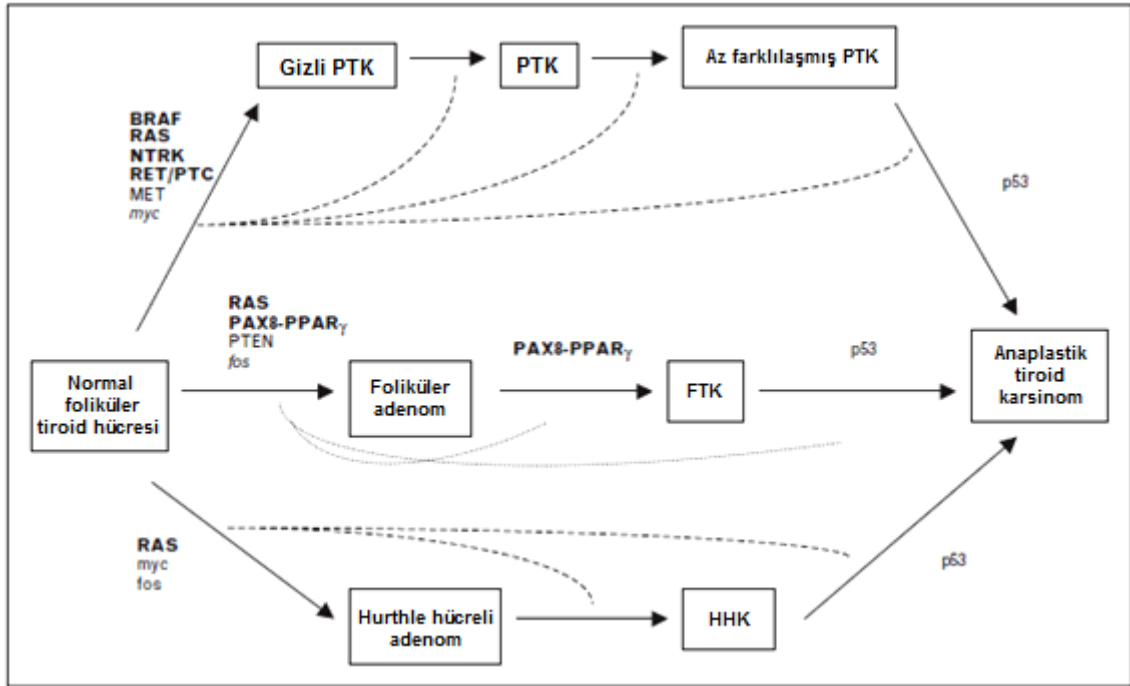 Gizli PTK
PTK
Az farklılaşmış PTK
BRAF
RAS
NTRK
RET/PTC
MET
myc
p53
RAS
PAX8-PPARγ
PTEN
fos
PAX8-PPARγ
p53
Normal
foliküler
tiroid hücresi
Foliküler
adenom
FTK
Anaplastik
tiroid
karsinom
RAS
myc
fos
p53
Hurthle hücreli
adenom
HHK